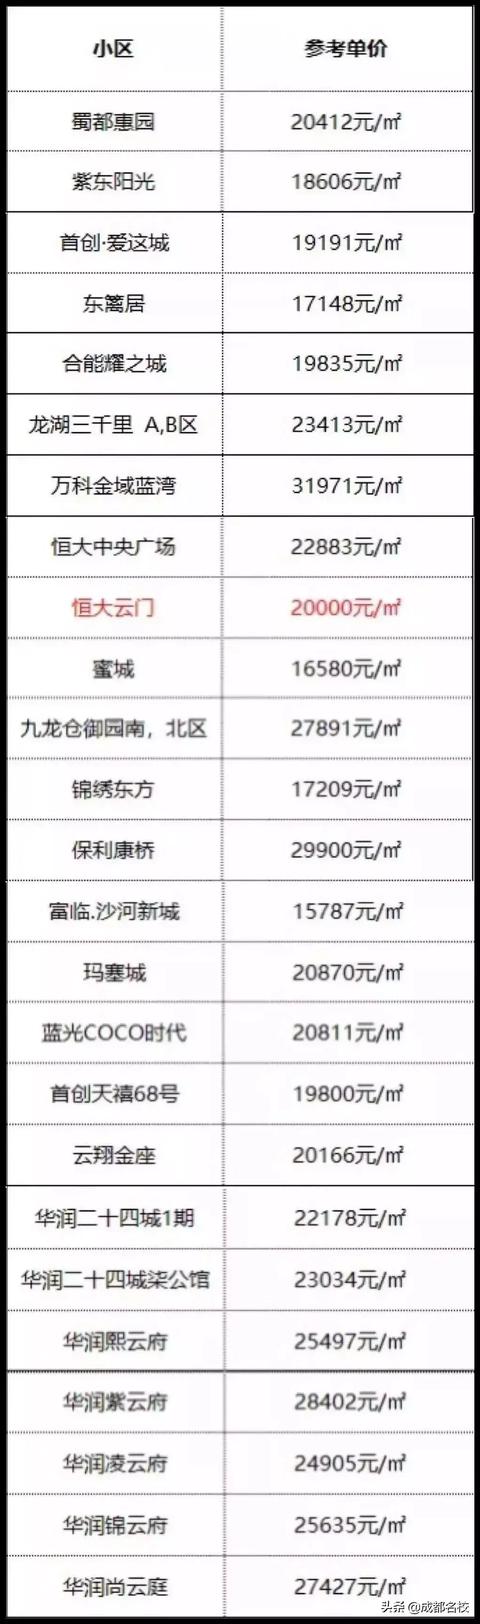 小区 参考单价
蜀都惠园 20412元/㎡
紫东阳光 18606元/㎡
首创·爱这城 19191元/㎡
东篱居 17148元/㎡
合能耀之城 19835元/㎡
龙湖三千里 A,B区 23413元/㎡
万科金域蓝湾 31971元/㎡
恒大中央广场 22883元/㎡
恒大云门 20000元/㎡
蜜城 16580元/㎡
九龙仓御园南，北区 27891元/㎡
锦绣东方 17209元/㎡
保利康桥 29900元/㎡
富临.沙河新城 15787元/㎡
玛塞城 20870元/㎡
蓝光COCO时代 20811元/㎡
首创天禧68号 19800元/㎡
云翔金座 20166元/㎡
华润二十四城1期 22178元/㎡
华润二十四城柒公馆 23034元/㎡
华润熙云府 25497元/㎡
华润紫云府 28402元/㎡
华润凌云府 24905元/㎡
华润锦云府 25635元/㎡
华润尚云庭 27427元/㎡
头条 @成都名校